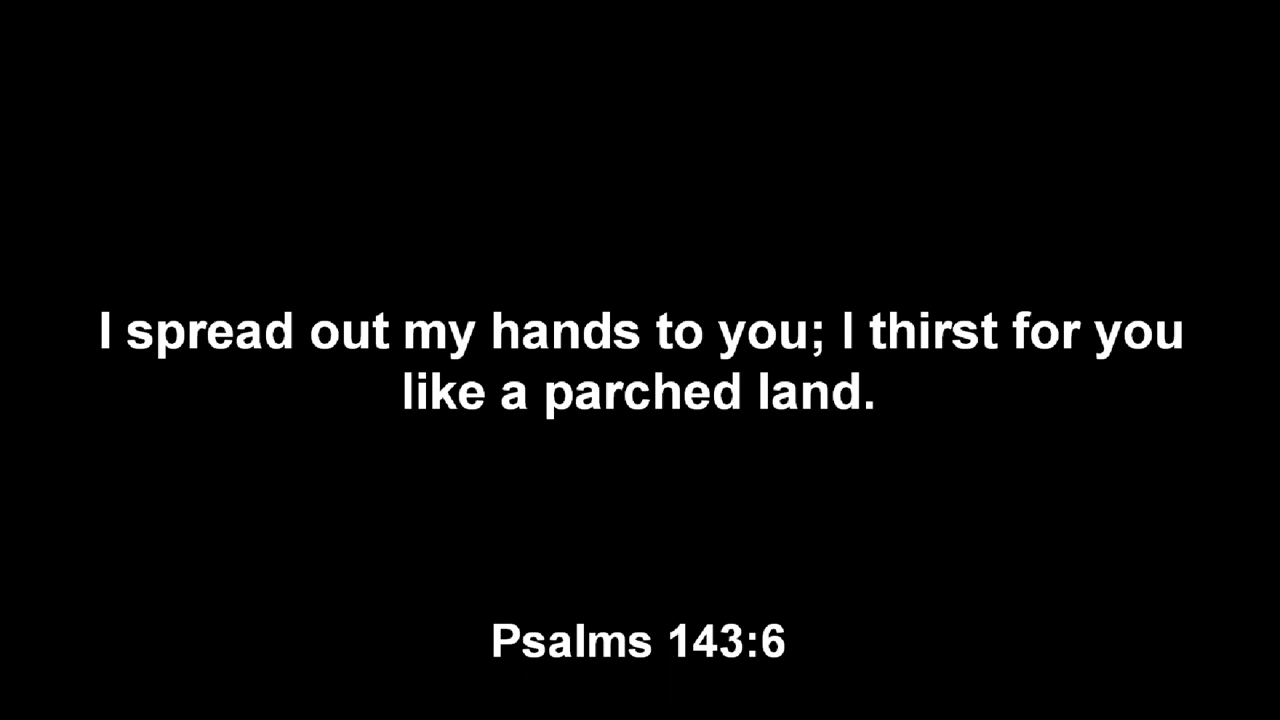 I spread out my hands to you; I thirst for you
like a parched land.
Psalms 143:6